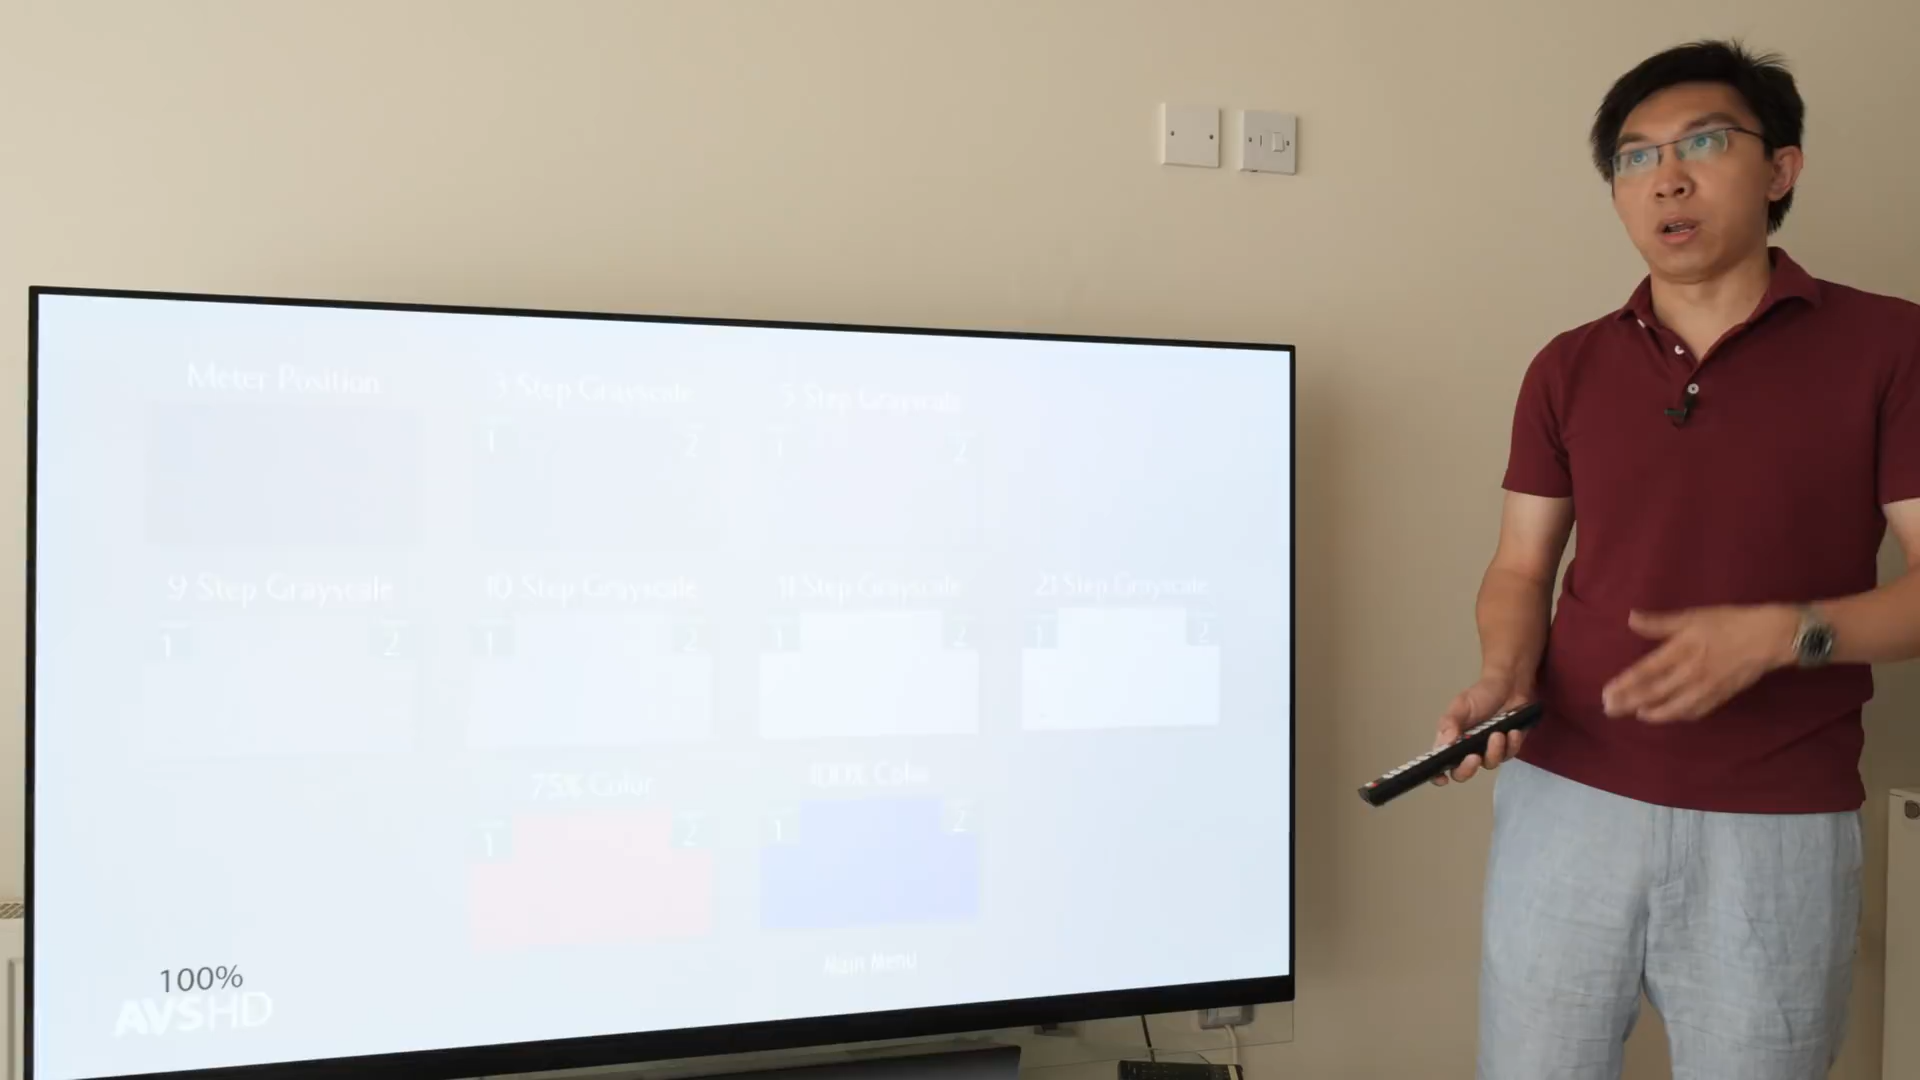 Meter Position
3 Step Grayscale
5 Step Grayscale
1 2
1 2
9 Step Grayscale
10 Step Grayscale
11 Step Grayscale
21 Step Grayscale
1 2
1 2
1 2
1 2
75% Color
100% Color
1 2
1 2
Main Menu
100%
AVSHD